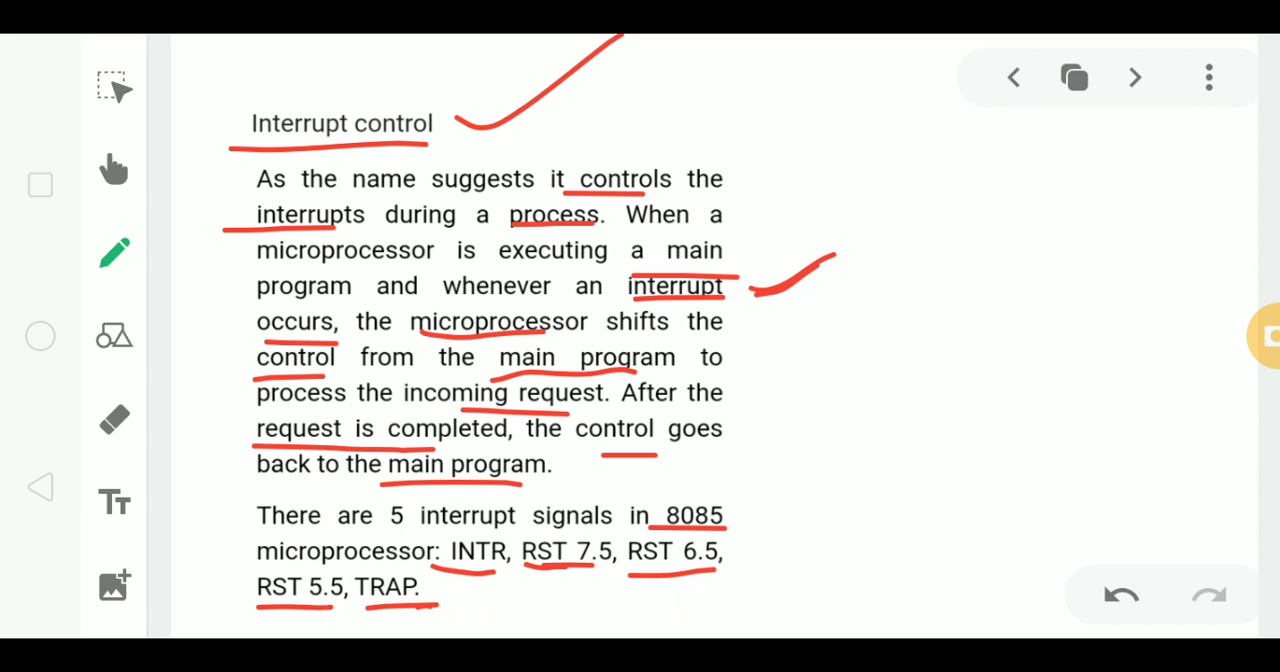 Interrupt control
As the name suggests it controls the
interrupts during a process. When a
microprocessor is executing a main
program and whenever an interrupt
occurs, the microprocessor shifts the
control from the main program to
process the incoming request. After the
request is completed, the control goes
back to the main program.
There are 5 interrupt signals in 8085
microprocessor: INTR, RST 7.5, RST 6.5,
RST 5.5, TRAP.
TT